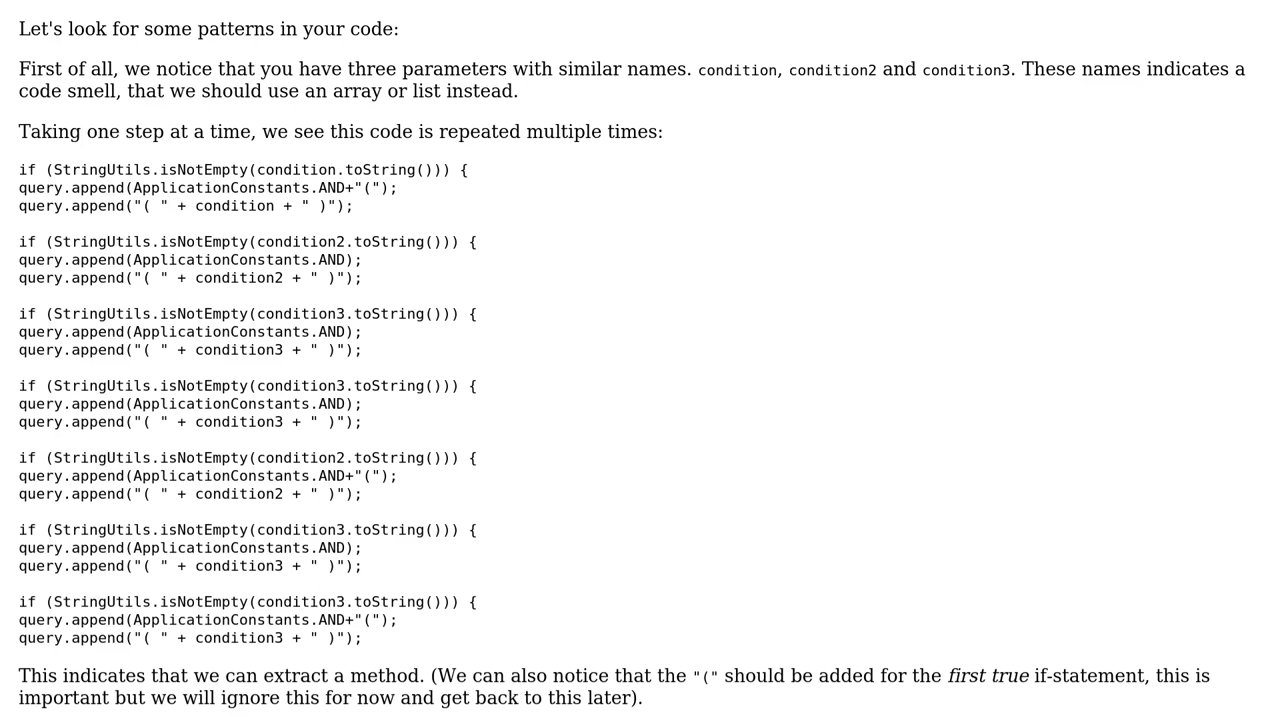 Let's look for some patterns in your code:
First of all, we notice that you have three parameters with similar names. condition, condition2 and condition3. These names indicates a
code smell, that we should use an array or list instead.
Taking one step at a time, we see this code is repeated multiple times:
if (StringUtils.isNotEmpty(condition.toString())) {
query.append(ApplicationConstants.AND+"(");
query.append("( " + condition + " )");
if (StringUtils.isNotEmpty(condition2.toString())) {
query.append(ApplicationConstants.AND);
query.append("( " + condition2 + " )");
if (StringUtils.isNotEmpty(condition3.toString())) {
query.append(ApplicationConstants.AND);
query.append("( " + condition3 + " )");
if (StringUtils.isNotEmpty(condition3.toString())) {
query.append(ApplicationConstants.AND);
query.append("( " + condition3 + " )");
if (StringUtils.isNotEmpty(condition2.toString())) {
query.append(ApplicationConstants.AND+"(");
query.append("( " + condition2 + " )");
if (StringUtils.isNotEmpty(condition3.toString())) {
query.append(ApplicationConstants.AND);
query.append("( " + condition3 + " )");
if (StringUtils.isNotEmpty(condition3.toString())) {
query.append(ApplicationConstants.AND+"(");
query.append("( " + condition3 + " )");
This indicates that we can extract a method. (We can also notice that the "(" should be added for the first true if-statement, this is
important but we will ignore this for now and get back to this later).